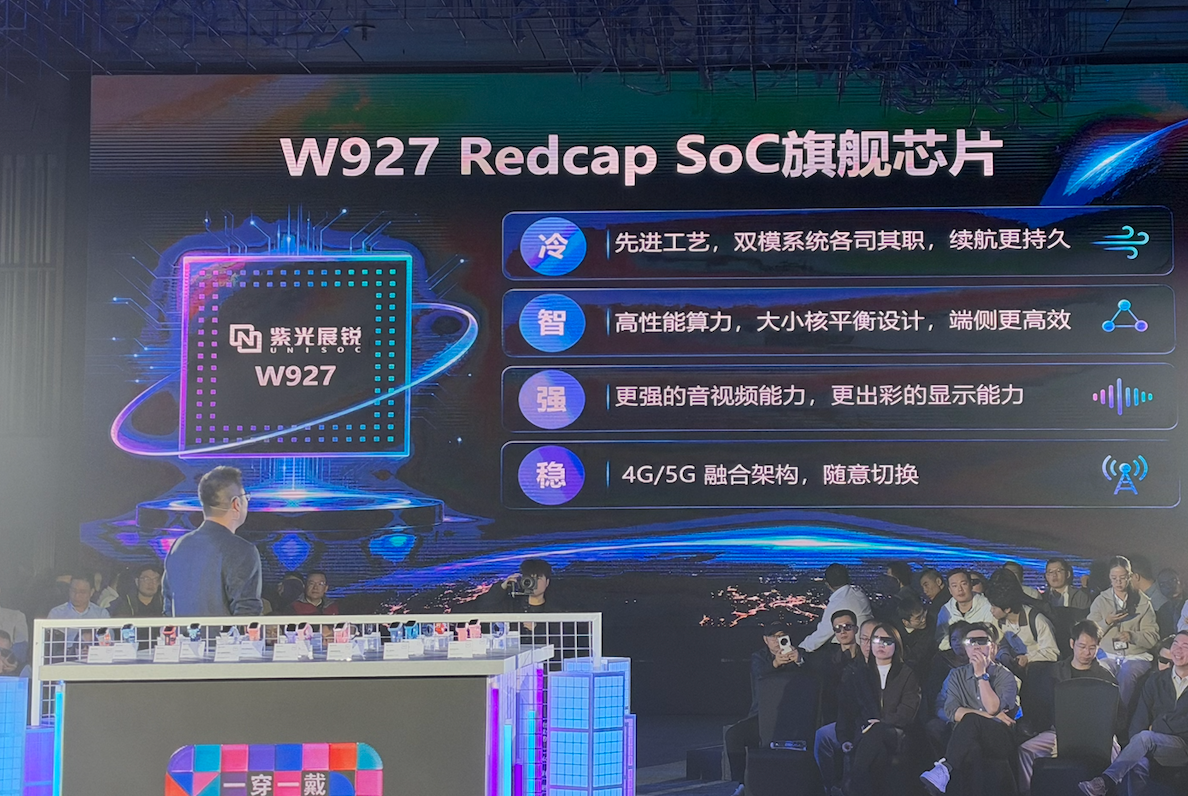 W927 Redcap SoC旗舰芯片
冷 先进工艺，双模系统各司其职，续航更持久
智 高性能算力，大小核平衡设计，端侧更高效
强 更强的音视频能力，更出彩的显示能力
稳 4G/5G 融合架构，随意切换
紫光展锐
UNISOC
W927
一穿一戴